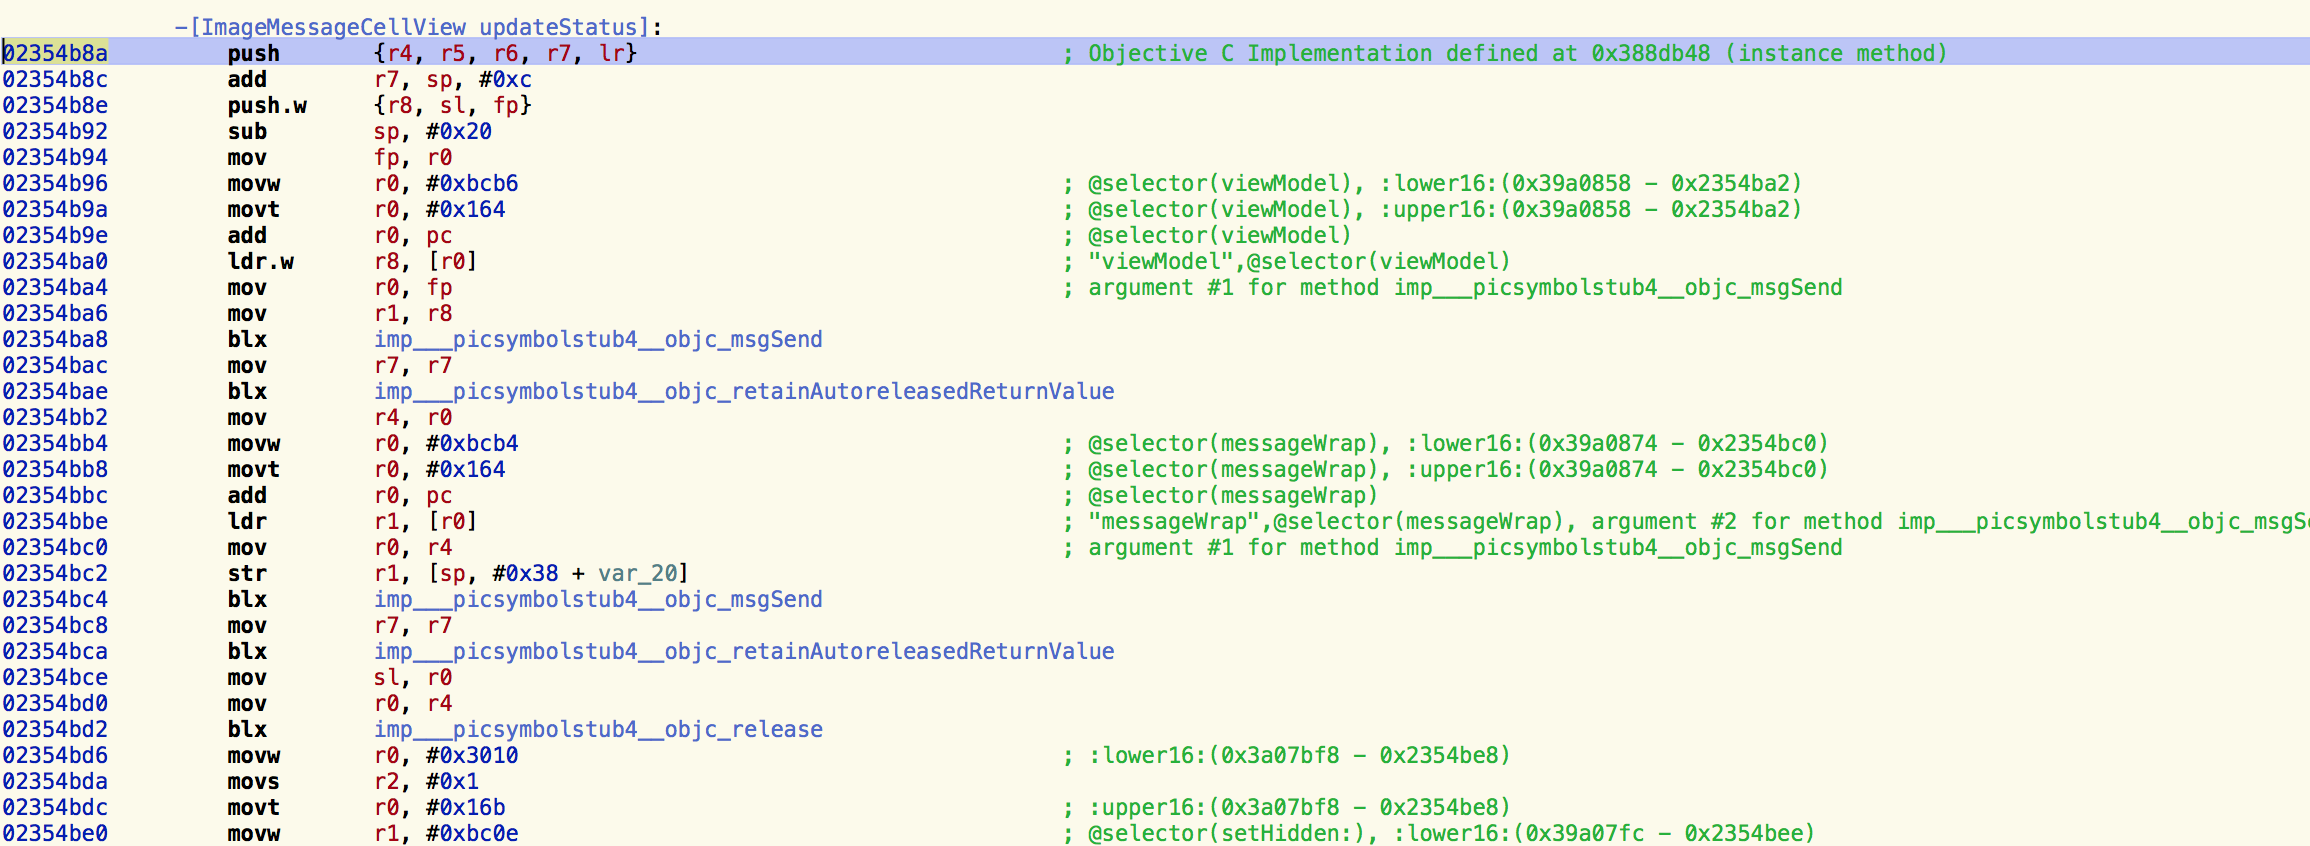 -[ImageMessageCellView updateStatus]:
02354b8a push {r4, r5, r6, r7, lr} ; Objective C Implementation defined at 0x388db48 (instance method)
02354b8c add r7, sp, #0xc
02354b8e push.w {r8, sl, fp}
02354b92 sub sp, #0x20
02354b94 mov fp, r0
02354b96 movw r0, #0xbcb6 ; @selector(viewModel), :lower16:(0x39a0858 - 0x2354ba2)
02354b9a movt r0, #0x164 ; @selector(viewModel), :upper16:(0x39a0858 - 0x2354ba2)
02354b9e add r0, pc ; @selector(viewModel)
02354ba0 ldr.w r8, [r0] ; "viewModel",@selector(viewModel)
02354ba4 mov r0, fp ; argument #1 for method imp___picsymbolstub4__objc_msgSend
02354ba6 mov r1, r8
02354ba8 blx imp___picsymbolstub4__objc_msgSend
02354bac mov r7, r7
02354bae blx imp___picsymbolstub4__objc_retainAutoreleasedReturnValue
02354bb2 mov r4, r0
02354bb4 movw r0, #0xbcb4 ; @selector(messageWrap), :lower16:(0x39a0874 - 0x2354bc0)
02354bb8 movt r0, #0x164 ; @selector(messageWrap), :upper16:(0x39a0874 - 0x2354bc0)
02354bbc add r0, pc ; @selector(messageWrap)
02354bbe ldr r1, [r0] ; "messageWrap",@selector(messageWrap), argument #2 for method imp___picsymbolstub4__objc_msgS
02354bc0 mov r0, r4 ; argument #1 for method imp___picsymbolstub4__objc_msgSend
02354bc2 str r1, [sp, #0x38 + var_20]
02354bc4 blx imp___picsymbolstub4__objc_msgSend
02354bc8 mov r7, r7
02354bca blx imp___picsymbolstub4__objc_retainAutoreleasedReturnValue
02354bce mov sl, r0
02354bd0 mov r0, r4
02354bd2 blx imp___picsymbolstub4__objc_release
02354bd6 movw r0, #0x3010 ; :lower16:(0x3a07bf8 - 0x2354be8)
02354bda movs r2, #0x1
02354bdc movt r0, #0x16b ; :upper16:(0x3a07bf8 - 0x2354be8)
02354be0 movw r1, #0xbc0e ; @selector(setHidden:), :lower16:(0x39a07fc - 0x2354bee)